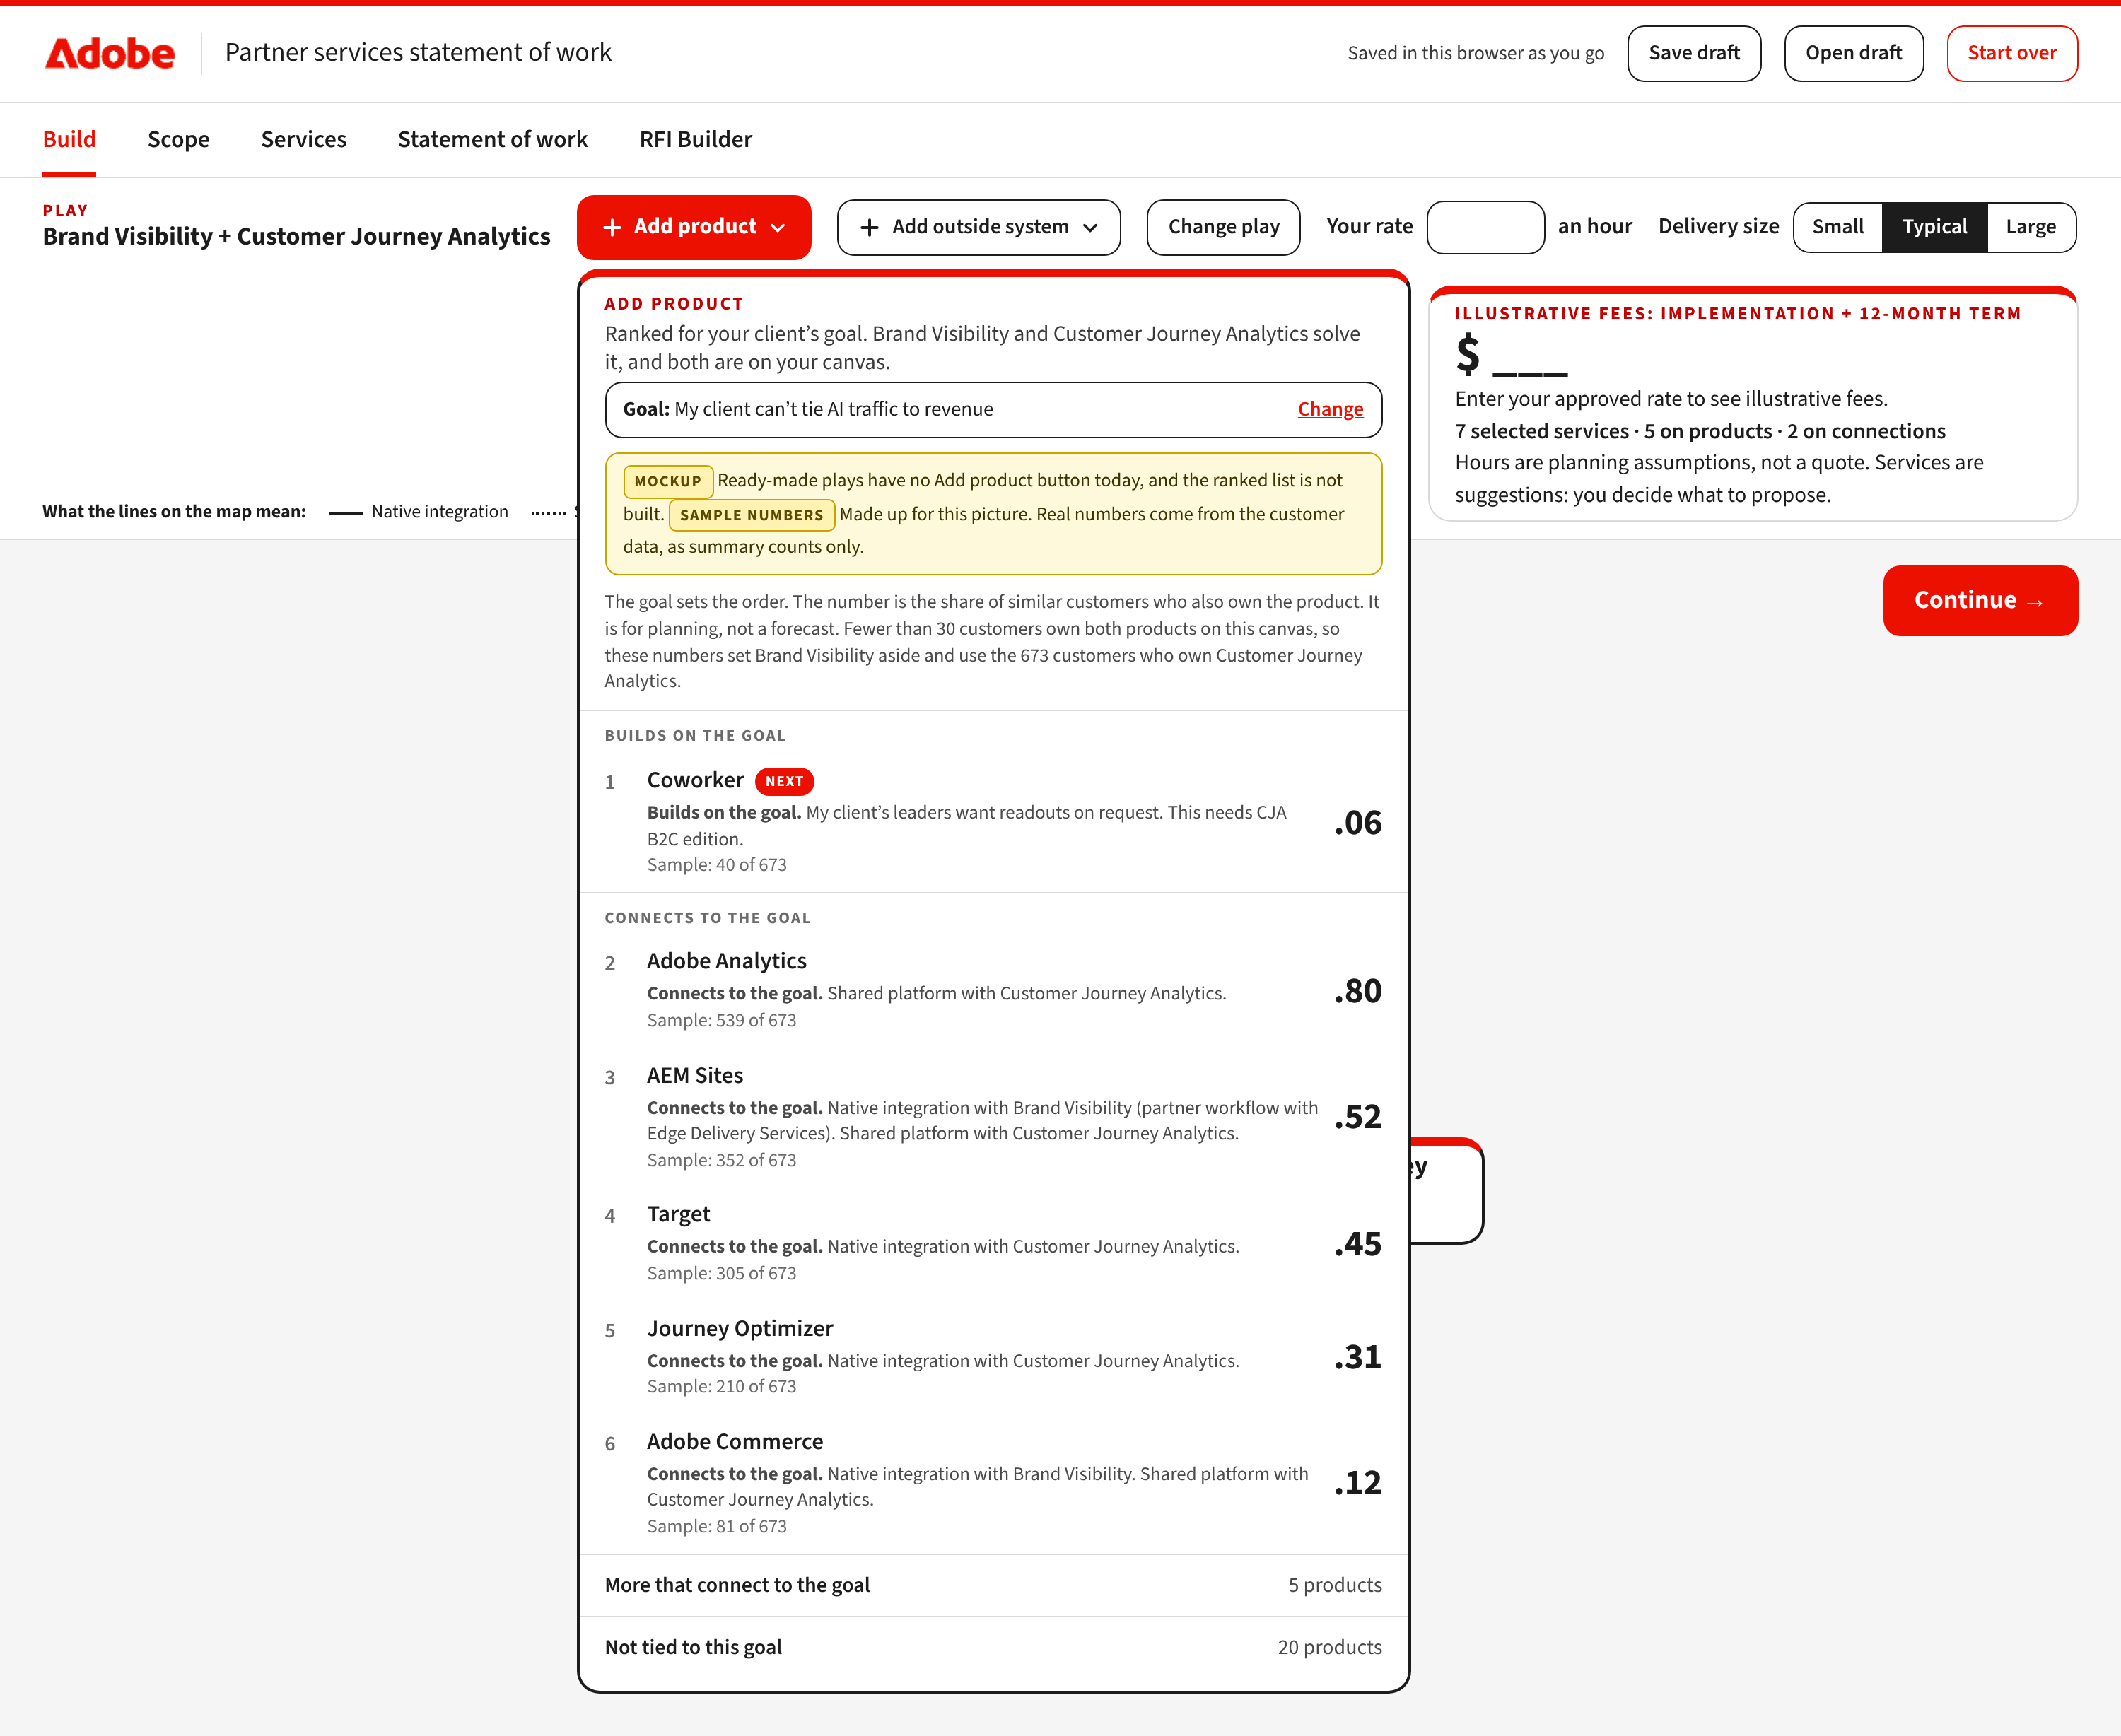 Adobe
Partner services statement of work
Saved in this browser as you go
Save draft
Open draft
Start over
Build
Scope
Services
Statement of work
RFI Builder
PLAY
Brand Visibility + Customer Journey Analytics
+ Add product
+ Add outside system
Change play
Your rate
an hour
Delivery size
Small
Typical
Large
ADD PRODUCT
Ranked for your client’s goal. Brand Visibility and Customer Journey Analytics solve
it, and both are on your canvas.
Goal: My client can’t tie AI traffic to revenue
Change
MOCKUP Ready-made plays have no Add product button today, and the ranked list is not
built. SAMPLE NUMBERS Made up for this picture. Real numbers come from the customer
data, as summary counts only.
The goal sets the order. The number is the share of similar customers who also own the product. It
is for planning, not a forecast. Fewer than 30 customers own both products on this canvas, so
these numbers set Brand Visibility aside and use the 673 customers who own Customer Journey
Analytics.
BUILDS ON THE GOAL
1 Coworker NEXT
Builds on the goal. My client’s leaders want readouts on request. This needs CJA
B2C edition.
Sample: 40 of 673
.06
CONNECTS TO THE GOAL
2 Adobe Analytics
Connects to the goal. Shared platform with Customer Journey Analytics.
Sample: 539 of 673
.80
3 AEM Sites
Connects to the goal. Native integration with Brand Visibility (partner workflow with
Edge Delivery Services). Shared platform with Customer Journey Analytics.
Sample: 352 of 673
.52
4 Target
Connects to the goal. Native integration with Customer Journey Analytics.
Sample: 305 of 673
.45
5 Journey Optimizer
Connects to the goal. Native integration with Customer Journey Analytics.
Sample: 210 of 673
.31
6 Adobe Commerce
Connects to the goal. Native integration with Brand Visibility. Shared platform with
Customer Journey Analytics.
Sample: 81 of 673
.12
More that connect to the goal
5 products
Not tied to this goal
20 products
ILLUSTRATIVE FEES: IMPLEMENTATION + 12-MONTH TERM
$ ___
Enter your approved rate to see illustrative fees.
7 selected services · 5 on products · 2 on connections
Hours are planning assumptions, not a quote. Services are
suggestions: you decide what to propose.
What the lines on the map mean:
Native integration
Continue →